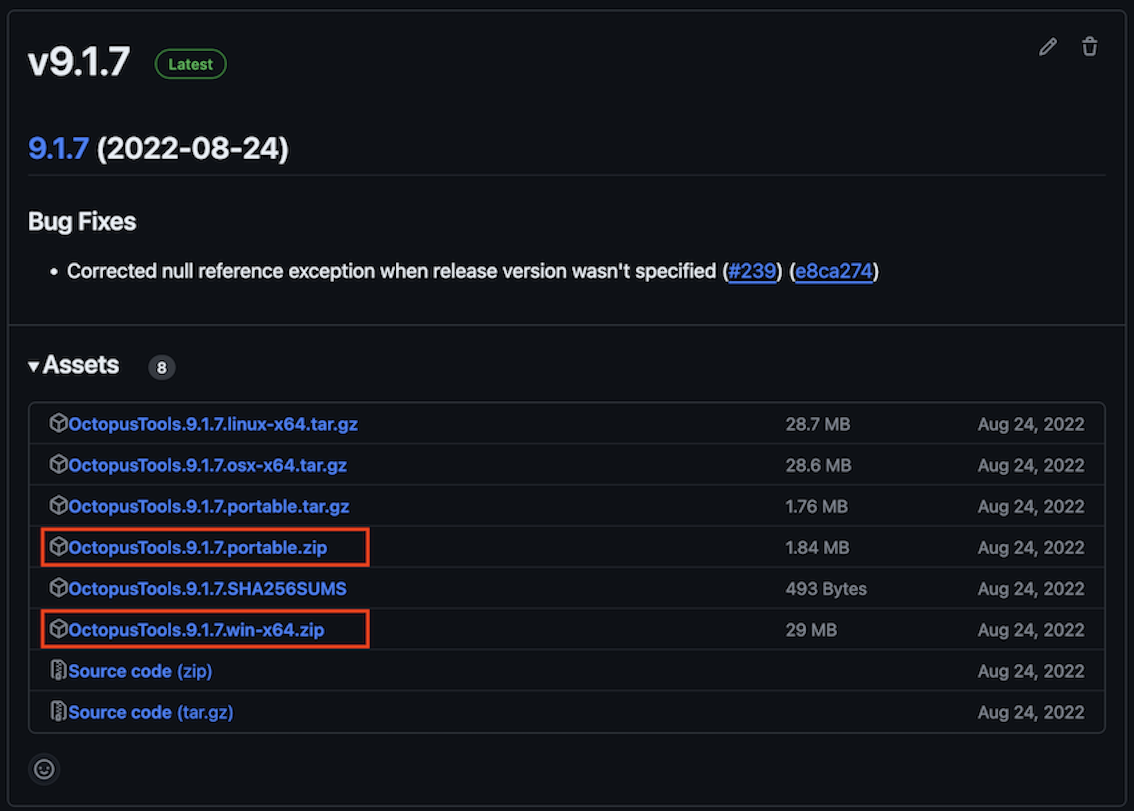 v9.1.7 Latest
9.1.7 (2022-08-24)
Bug Fixes
• Corrected null reference exception when release version wasn't specified (#239) (e8ca274)
▾Assets 8
OctopusTools.9.1.7.linux-x64.tar.gz 28.7 MB Aug 24, 2022
OctopusTools.9.1.7.osx-x64.tar.gz 28.6 MB Aug 24, 2022
OctopusTools.9.1.7.portable.tar.gz 1.76 MB Aug 24, 2022
OctopusTools.9.1.7.portable.zip 1.84 MB Aug 24, 2022
OctopusTools.9.1.7.SHA256SUMS 493 Bytes Aug 24, 2022
OctopusTools.9.1.7.win-x64.zip 29 MB Aug 24, 2022
Source code (zip) Aug 24, 2022
Source code (tar.gz) Aug 24, 2022